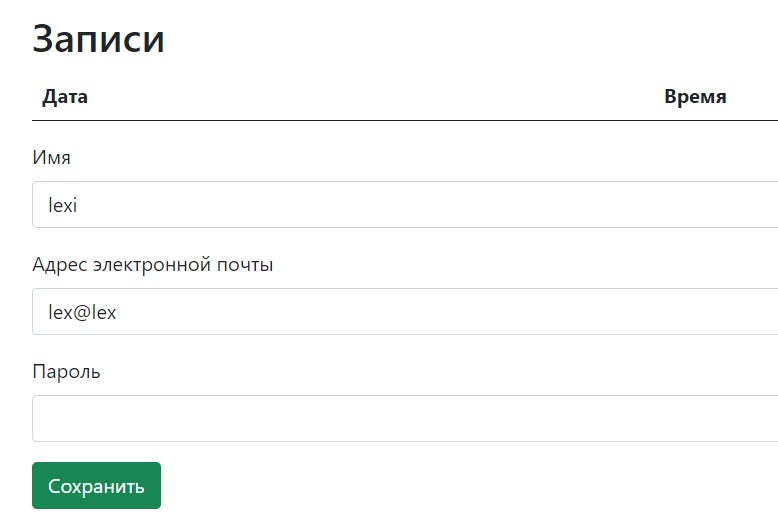 Записи
Дата Время
Имя
lexi
Адрес электронной почты
lex@lex
Пароль
Сохранить